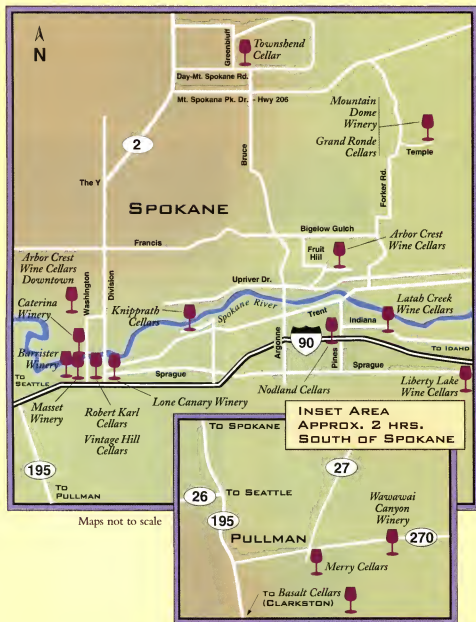 N
Greenbluff
Townshend
Cellar
Day-Mt. Spokane Rd.
Mt. Spokane Pk. Dr. - Hwy 206
Mountain
Dome
Winery
Grand Ronde
Cellars
2
Bruce
Temple
The Y
Forker Rd.
SPOKANE
Bigelow Gulch
Francis
Fruit
Hill
Arbor Crest
Wine Cellars
Arbor Crest
Wine Cellars
Downtown
Washington
Division
Upriver Dr.
Caterina
Winery
Knipprath
Cellars
Spokane River
Latah Creek
Wine Cellars
Trent
Indiana
Barrister
Winery
Argonne
90
Pines
To Idaho
To
Seattle
Sprague
Sprague
Masset
Winery
Robert Karl
Cellars
Lone Canary Winery
Nodland Cellars
Liberty Lake
Wine Cellars
Vintage Hill
Cellars
195
To
Pullman
Inset Area
Approx. 2 hrs.
South of Spokane
To Spokane
27
26
To Seattle
195
Wawawai
Canyon
Winery
PULLMAN
270
Merry Cellars
To Basalt Cellars
(Clarkston)
Maps not to scale